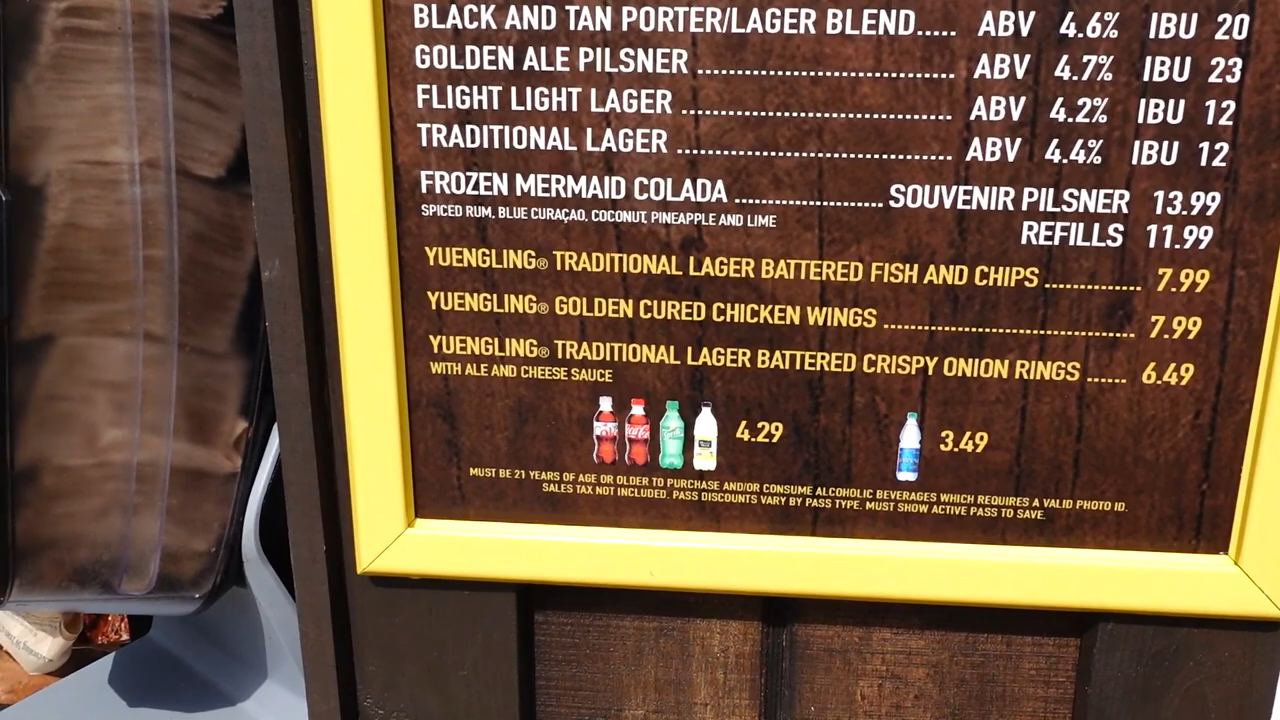 BLACK AND TAN PORTER/LAGER BLEND..... ABV 4.6% IBU 20
GOLDEN ALE PILSNER ................................ ABV 4.7% IBU 23
FLIGHT LIGHT LAGER ................................. ABV 4.2% IBU 12
TRADITIONAL LAGER .................................. ABV 4.4% IBU 12
FROZEN MERMAID COLADA .................... SOUVENIR PILSNER 13.99
SPICED RUM, BLUE CURAÇAO, COCONUT, PINEAPPLE AND LIME
REFILLS 11.99
YUENGLING® TRADITIONAL LAGER BATTERED FISH AND CHIPS ............. 7.99
YUENGLING® GOLDEN CURED CHICKEN WINGS .................................. 7.99
YUENGLING® TRADITIONAL LAGER BATTERED CRISPY ONION RINGS ...... 6.49
WITH ALE AND CHEESE SAUCE
4.29 3.49
MUST BE 21 YEARS OF AGE OR OLDER TO PURCHASE AND/OR CONSUME ALCOHOLIC BEVERAGES WHICH REQUIRES A VALID PHOTO ID.
SALES TAX NOT INCLUDED. PASS DISCOUNTS VARY BY PASS TYPE. MUST SHOW ACTIVE PASS TO SAVE.